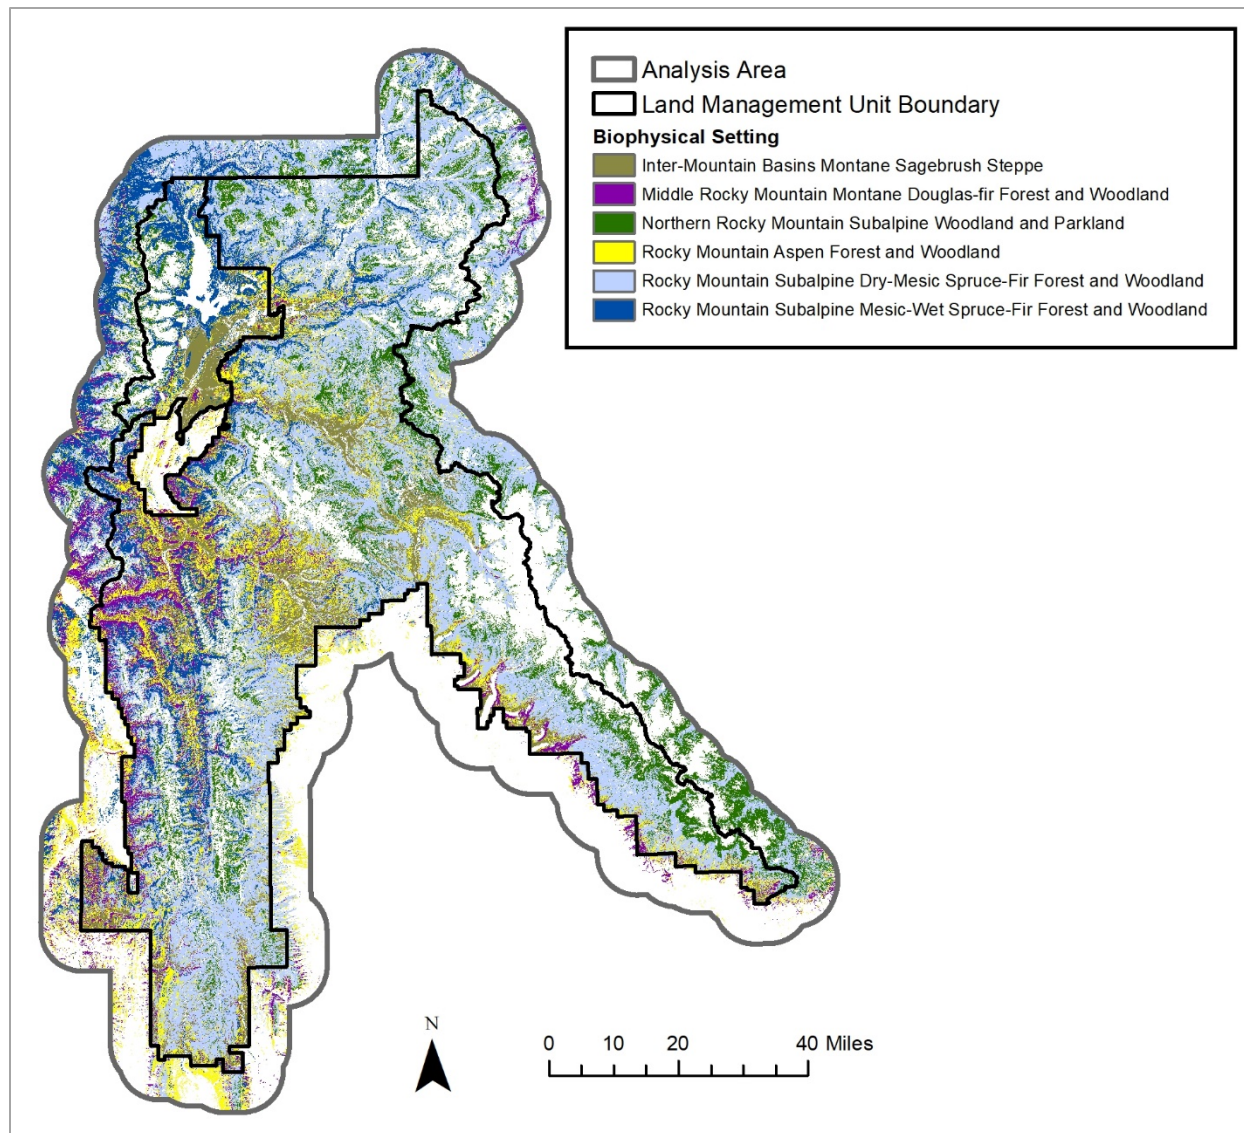 Analysis Area
Land Management Unit Boundary
Biophysical Setting
Inter-Mountain Basins Montane Sagebrush Steppe
Middle Rocky Mountain Montane Douglas-fir Forest and Woodland
Northern Rocky Mountain Subalpine Woodland and Parkland
Rocky Mountain Aspen Forest and Woodland
Rocky Mountain Subalpine Dry-Mesic Spruce-Fir Forest and Woodland
Rocky Mountain Subalpine Mesic-Wet Spruce-Fir Forest and Woodland
N
0 10 20 40 Miles